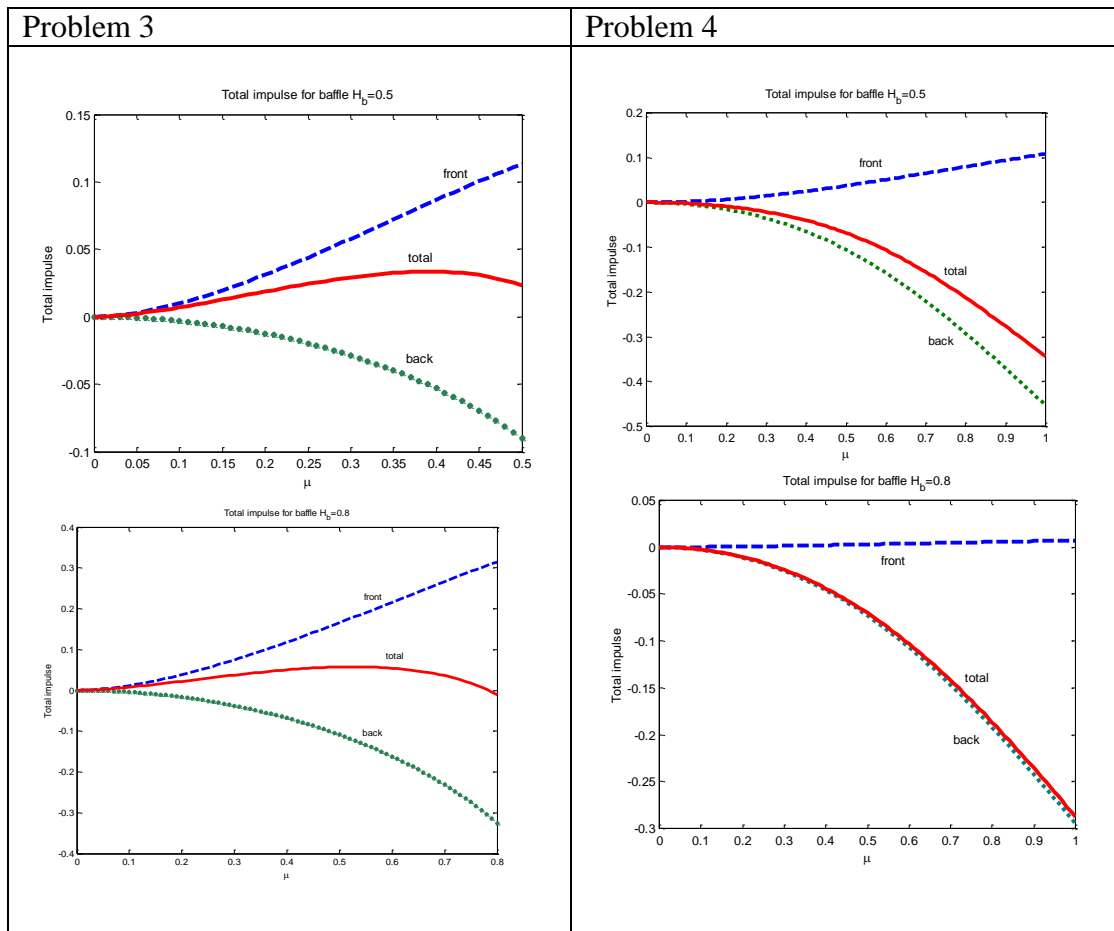 Problem 3
Problem 4
Total impulse for baffle H_b=0.5
0.15
0.1
0.05
0
-0.05
-0.1
Total impulse
front
total
back
0 0.05 0.1 0.15 0.2 0.25 0.3 0.35 0.4 0.45 0.5
μ
Total impulse for baffle H_b=0.8
0.4
0.3
0.2
0.1
0
-0.1
-0.2
-0.3
-0.4
Total impulse
front
total
back
0 0.1 0.2 0.3 0.4 0.5 0.6 0.7 0.8
μ
Total impulse for baffle H_b=0.5
0.2
0.1
0
-0.1
-0.2
-0.3
-0.4
-0.5
Total impulse
front
total
back
0 0.1 0.2 0.3 0.4 0.5 0.6 0.7 0.8 0.9 1
μ
Total impulse for baffle H_b=0.8
0.05
0
-0.05
-0.1
-0.15
-0.2
-0.25
-0.3
Total impulse
front
total
back
0 0.1 0.2 0.3 0.4 0.5 0.6 0.7 0.8 0.9 1
μ